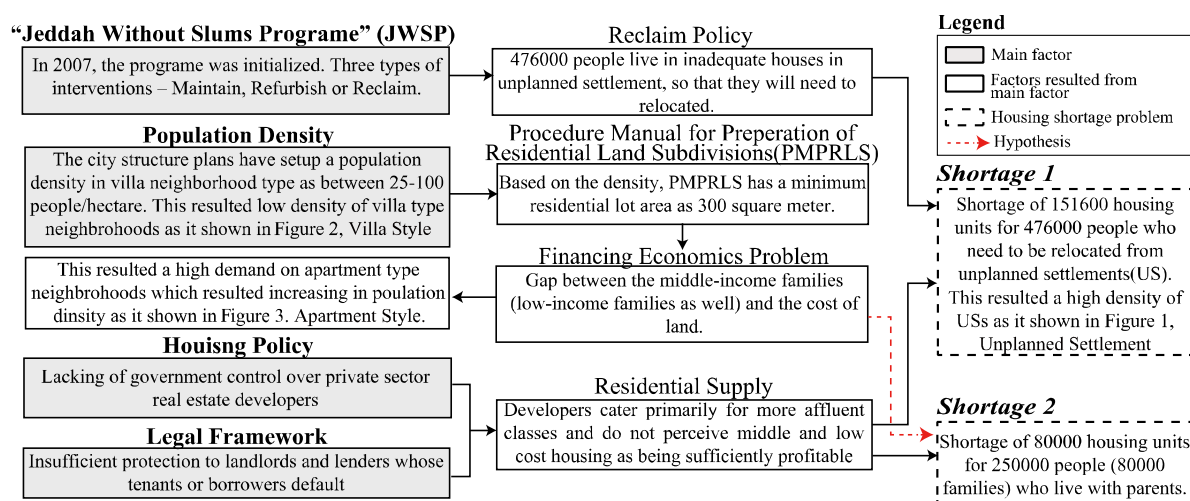 “Jeddah Without Slums Programe” (JWSP)
In 2007, the programe was initialized. Three types of
interventions – Maintain, Refurbish or Reclaim.
Reclaim Policy
476000 people live in inadequate houses in
unplanned settlement, so that they will need to
relocated.
Legend
Main factor
Factors resulted from
main factor
Housing shortage problem
Hypothesis
Population Density
The city structure plans have setup a population
density in villa neighborhood type as between 25-100
people/hectare. This resulted low density of villa type
neighbrohoods as it shown in Figure 2, Villa Style
Procedure Manual for Preperation of
Residential Land Subdivisions(PMPRLS)
Based on the density, PMPRLS has a minimum
residential lot area as 300 square meter.
Financing Economics Problem
Gap between the middle-income families
(low-income families as well) and the cost of
land.
This resulted a high demand on apartment type
neighbrohoods which resulted increasing in poulation
dinsity as it shown in Figure 3. Apartment Style.
Houisng Policy
Lacking of government control over private sector
real estate developers
Legal Framework
Insufficient protection to landlords and lenders whose
tenants or borrowers default
Residential Supply
Developers cater primarily for more affluent
classes and do not perceive middle and low
cost housing as being sufficiently profitable
Shortage 1
Shortage of 151600 housing
units for 476000 people who
need to be relocated from
unplanned settlements(US).
This resulted a high density of
USs as it shown in Figure 1,
Unplanned Settlement
Shortage 2
Shortage of 80000 housing units
for 250000 people (80000
families) who live with parents.